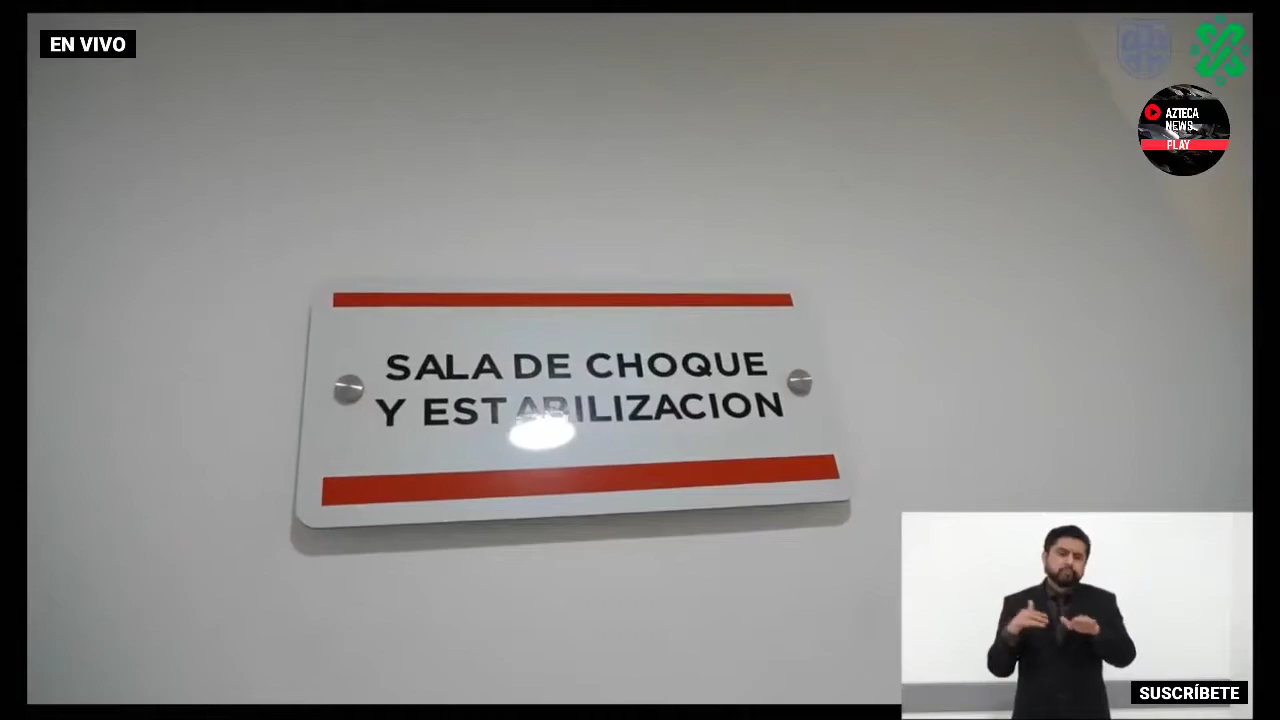 EN VIVO
AZTECA
NEWS
PLAY
SALA DE CHOQUE
Y ESTABILIZACION
SUSCRÍBETE